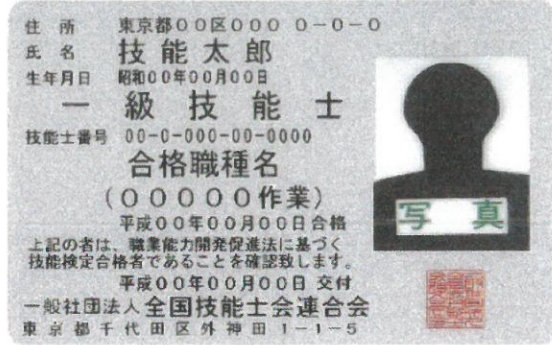 住 所 東京都００区０００ ０－０－０
氏 名 技能太郎
生年月日 昭和００年００月００日
一級技能士
技能士番号 00-0-000-00-0000
合格職種名
（０００００作業）
平成００年００月００日合格
上記の者は、職業能力開発促進法に基づく
技能検定合格者であることを確認致します。
平成００年００月００日 交付
一般社団法人 全国技能士会連合会
東京都千代田区外神田１－１－５
写 真